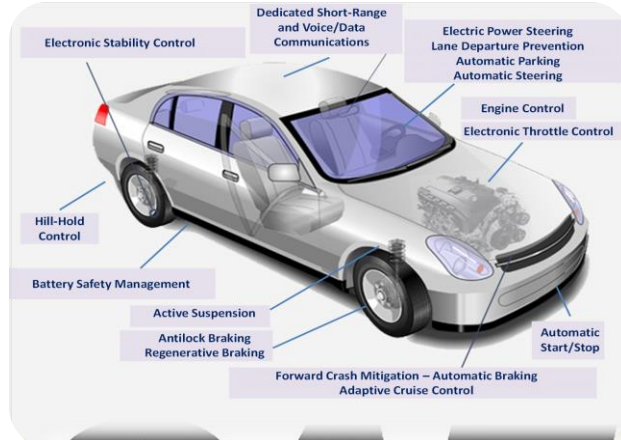 Dedicated Short-Range
and Voice/Data
Communications
Electronic Stability Control
Electric Power Steering
Lane Departure Prevention
Automatic Parking
Automatic Steering
Engine Control
Electronic Throttle Control
Hill-Hold
Control
Battery Safety Management
Active Suspension
Antilock Braking
Regenerative Braking
Automatic
Start/Stop
Forward Crash Mitigation – Automatic Braking
Adaptive Cruise Control